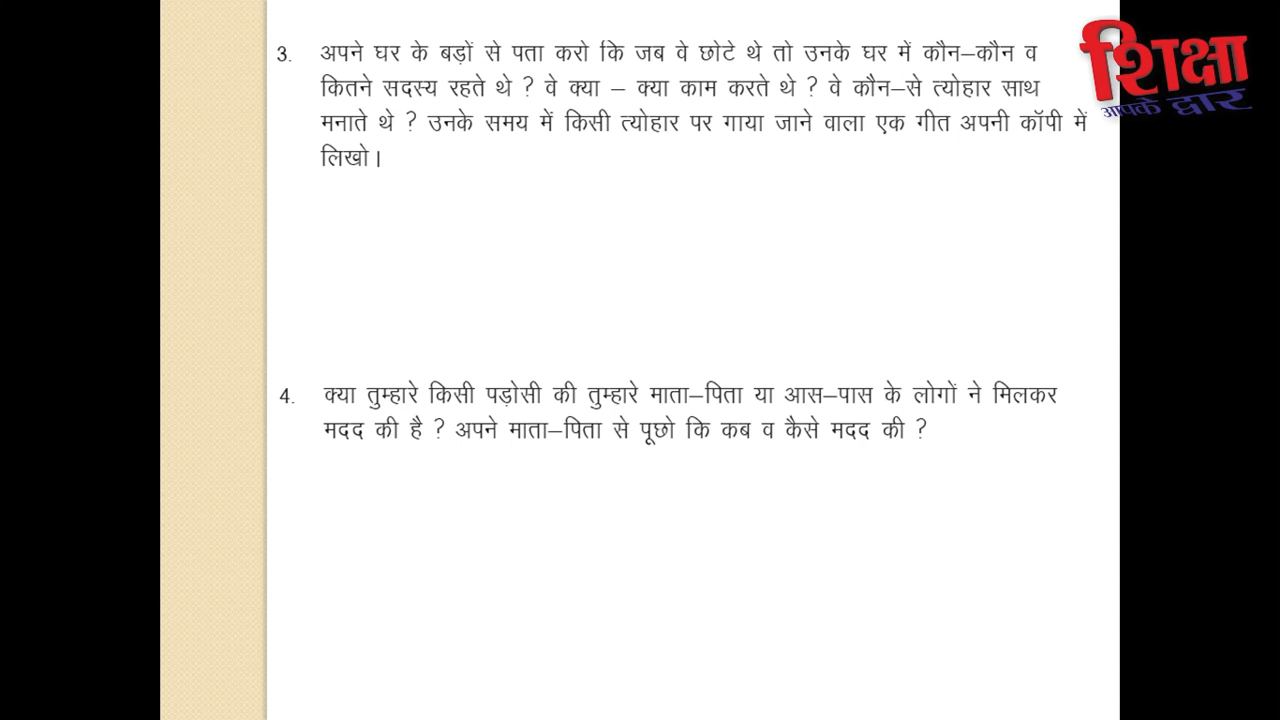 शिक्षा
आपके द्वार
3. अपने घर के बड़ों से पता करो कि जब वे छोटे थे तो उनके घर में कौन–कौन व
कितने सदस्य रहते थे ? वे क्या – क्या काम करते थे ? वे कौन–से त्योहार साथ
मनाते थे ? उनके समय में किसी त्योहार पर गाया जाने वाला एक गीत अपनी कॉपी में
लिखो।
4. क्या तुम्हारे किसी पड़ोसी की तुम्हारे माता–पिता या आस–पास के लोगों ने मिलकर
मदद की है ? अपने माता–पिता से पूछो कि कब व कैसे मदद की ?